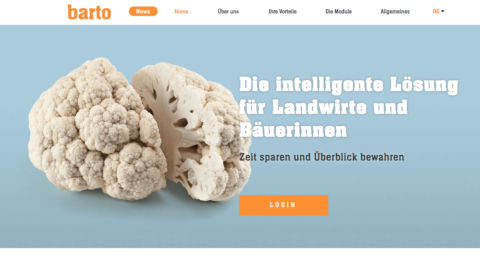 barto
News
Home
Über uns
Ihre Vorteile
Die Module
Allgemeines
DE
Die intelligente Lösung
für Landwirte und
Bäuerinnen
Zeit sparen und Überblick bewahren
LOGIN